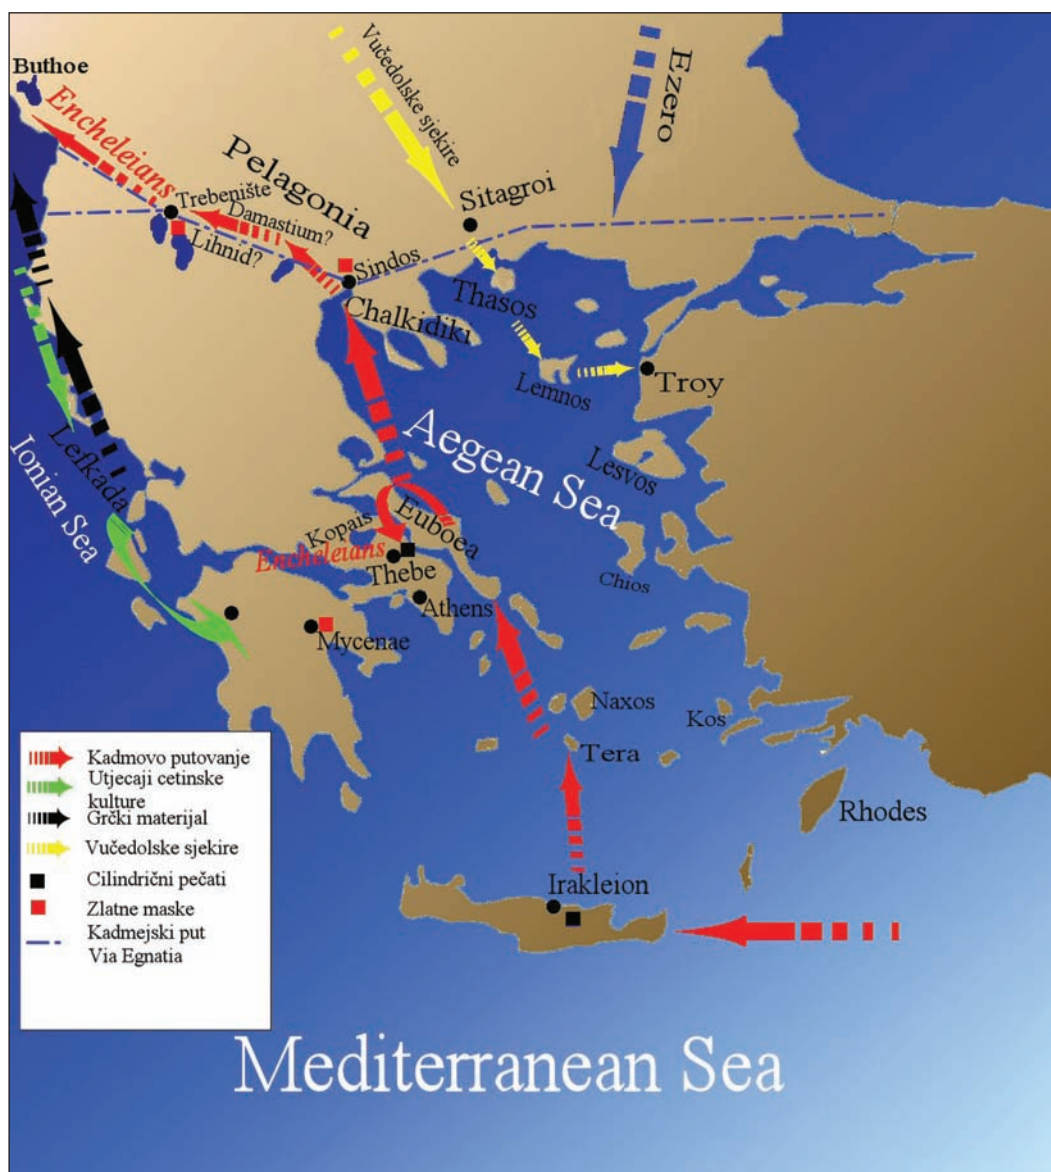 Buthoe
Encheleians
Vučedolske sjekire
Ezero
Pelagonia
Trebenište
Damastium?
Lihnid?
Sitagroi
Sindos
Thasos
Chalkidiki
Lemnos
Troy
Aegean Sea
Lesvos
Lefkada
Ionian Sea
Kopais
Euboea
Encheleians
Thebe
Chios
Athens
Mycenae
Naxos
Kos
Tera
Rhodes
Irakleion
Kadmovo putovanje
Utjecaji cetinske
kulture
Grčki materijal
Vučedolske sjekire
Cilindrični pečati
Zlatne maske
Kadmejski put
Via Egnatia
Mediterranean Sea